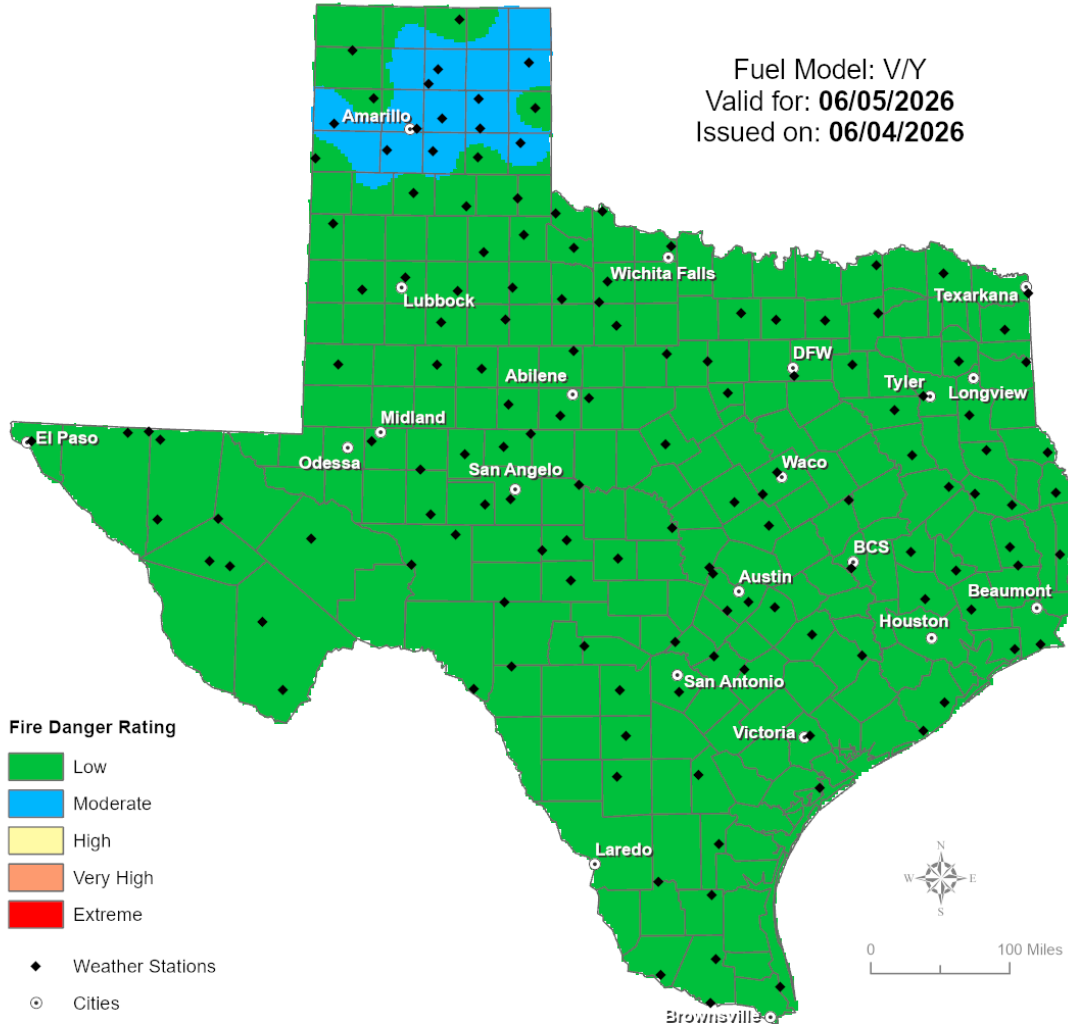 Fuel Model: V/Y
Valid for: 06/05/2026
Issued on: 06/04/2026
Amarillo
Wichita Falls
Lubbock
Texarkana
DFW
Abilene
Tyler
Longview
Midland
El Paso
Odessa
San Angelo
Waco
BCS
Austin
Beaumont
Houston
San Antonio
Victoria
Laredo
Brownsville
Fire Danger Rating
Low
Moderate
High
Very High
Extreme
Weather Stations
Cities
N
W E
S
0 100 Miles